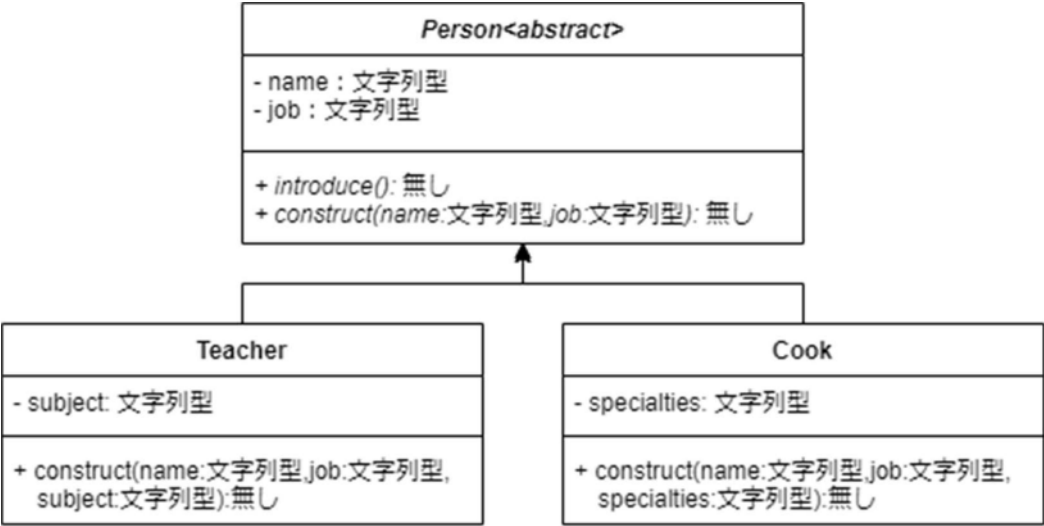 Person<abstract>
- name：文字列型
- job：文字列型
+ introduce(): 無し
+ construct(name:文字列型,job:文字列型): 無し
Teacher
- subject: 文字列型
+ construct(name:文字列型,job:文字列型,
subject:文字列型):無し
Cook
- specialties: 文字列型
+ construct(name:文字列型,job:文字列型,
specialties:文字列型):無し